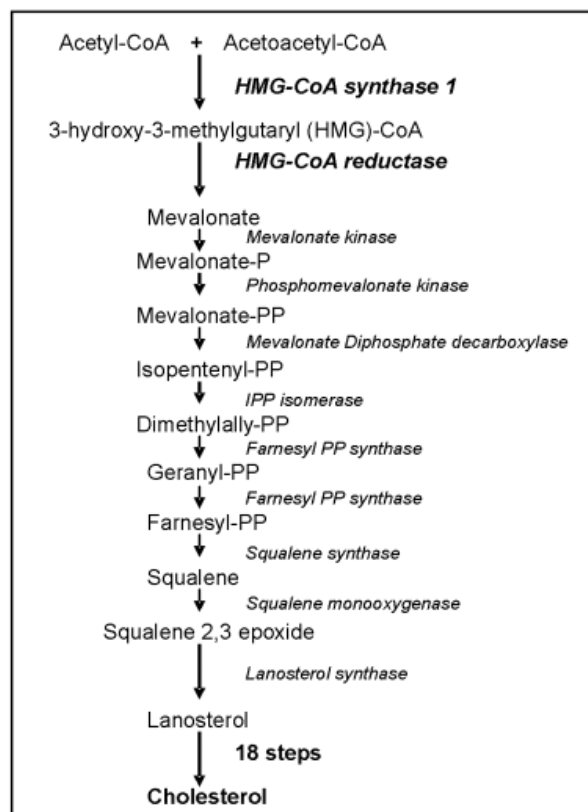 Acetyl-CoA + Acetoacetyl-CoA
HMG-CoA synthase 1
3-hydroxy-3-methylgutaryl (HMG)-CoA
HMG-CoA reductase
Mevalonate
Mevalonate kinase
Mevalonate-P
Phosphomevalonate kinase
Mevalonate-PP
Mevalonate Diphosphate decarboxylase
Isopentenyl-PP
IPP isomerase
Dimethylally-PP
Farnesyl PP synthase
Geranyl-PP
Farnesyl PP synthase
Farnesyl-PP
Squalene synthase
Squalene
Squalene monooxygenase
Squalene 2,3 epoxide
Lanosterol synthase
Lanosterol
18 steps
Cholesterol